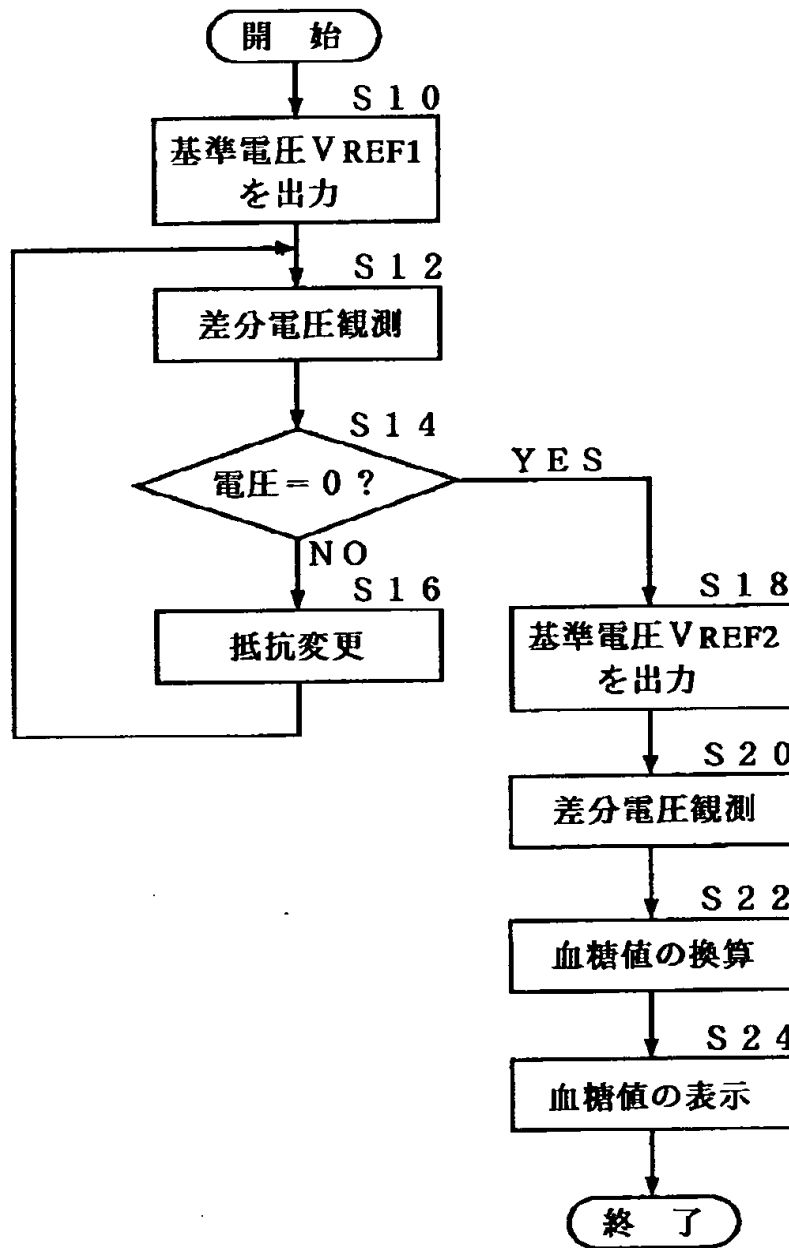 開 始
S10
基準電圧VREF1
を出力
S12
差分電圧観測
S14
電圧=0?
YES
NO
S16
抵抗変更
S18
基準電圧VREF2
を出力
S20
差分電圧観測
S22
血糖値の換算
S24
血糖値の表示
終 了